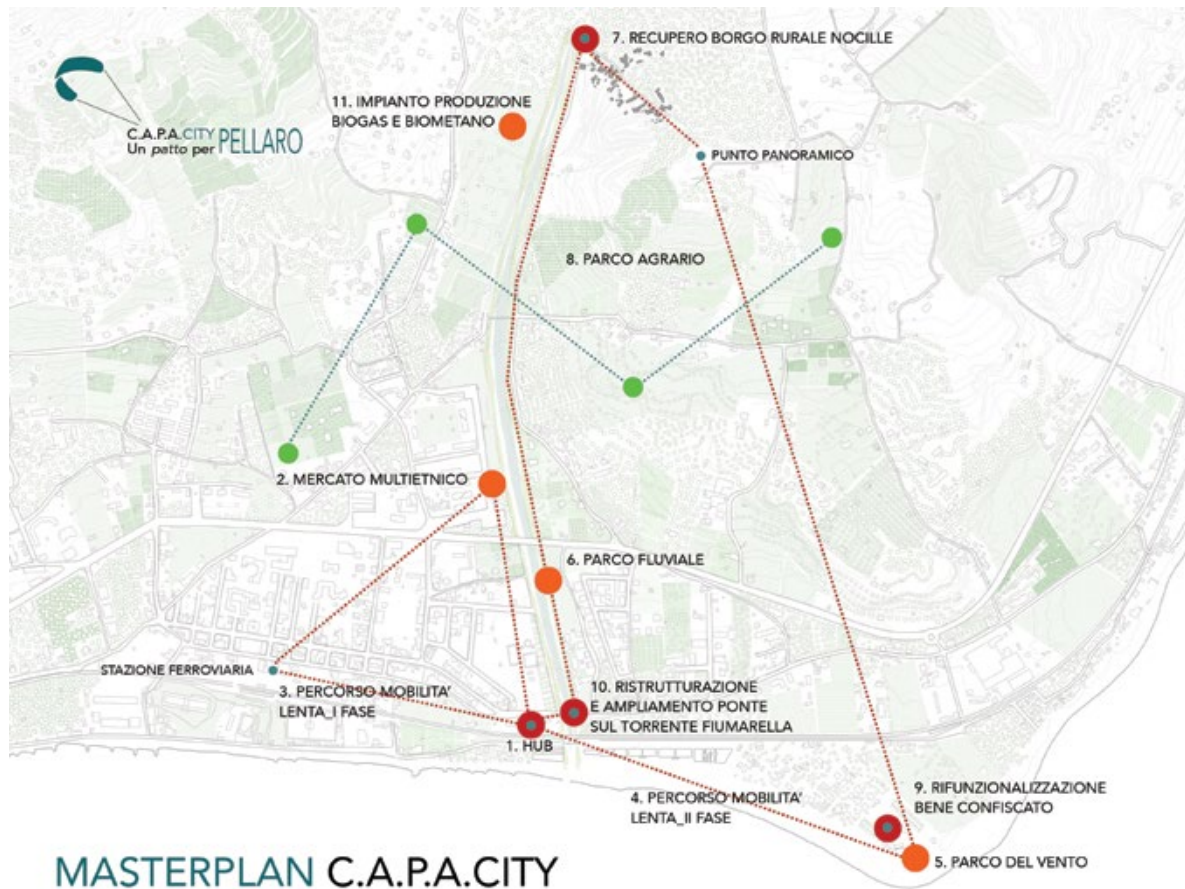 7. RECUPERO BORGO RURALE NOCILLE
11. IMPIANTO PRODUZIONE
BIOGAS E BIOMETANO
C.A.P.A.CITY
Un patto per PELLARO
PUNTO PANORAMICO
8. PARCO AGRARIO
2. MERCATO MULTIETNICO
6. PARCO FLUVIALE
STAZIONE FERROVIARIA
3. PERCORSO MOBILITA'
LENTA_I FASE
10. RISTRUTTURAZIONE
E AMPLIAMENTO PONTE
SUL TORRENTE FIUMARELLA
1. HUB
4. PERCORSO MOBILITA'
LENTA_II FASE
9. RIFUNZIONALIZZAZIONE
BENE CONFISCATO
5. PARCO DEL VENTO
MASTERPLAN C.A.P.A.CITY